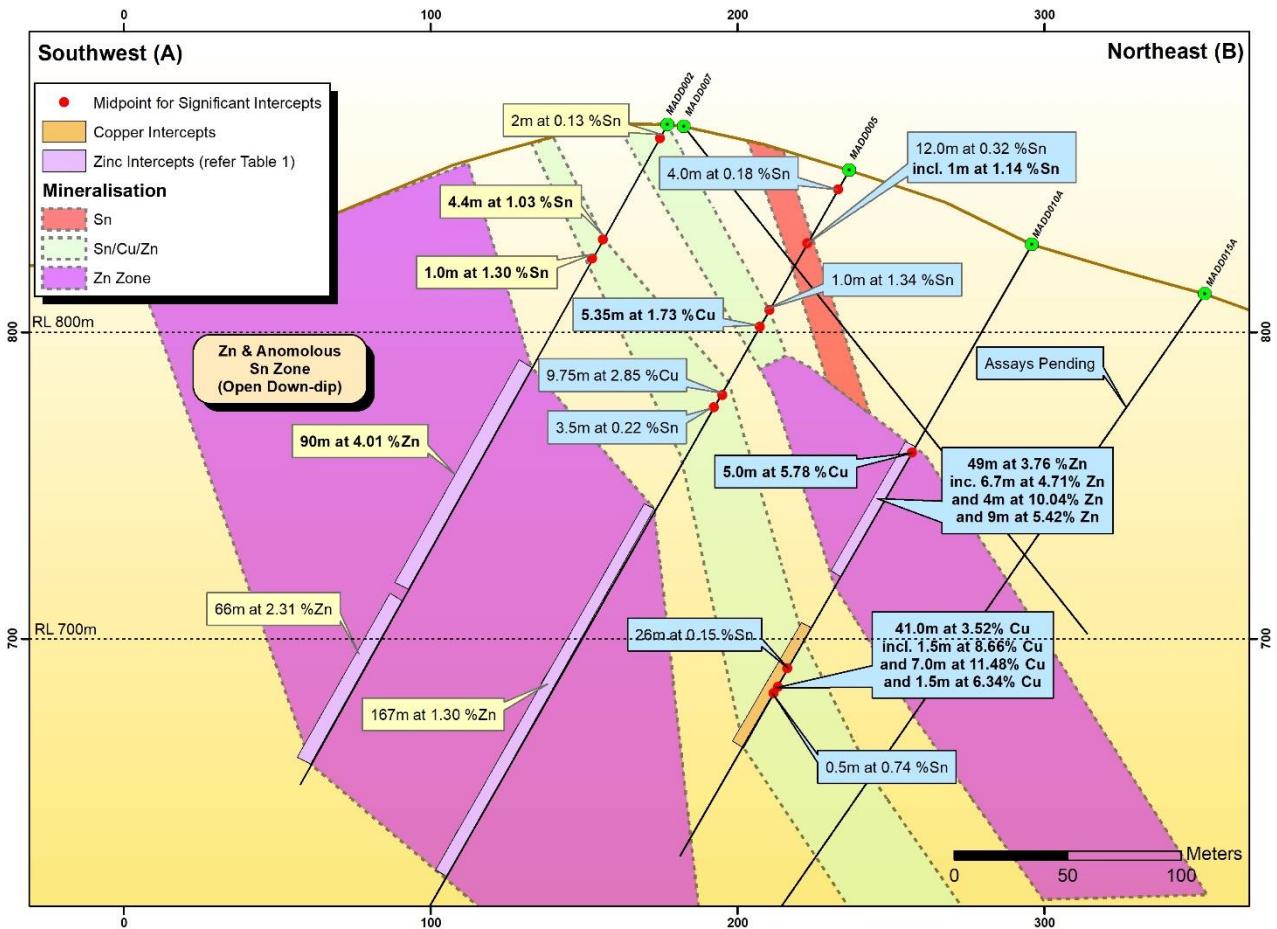 0
100
200
300
Southwest (A)
Northeast (B)
Midpoint for Significant Intercepts
Copper Intercepts
Zinc Intercepts (refer Table 1)
Mineralisation
Sn
Sn/Cu/Zn
Zn Zone
MADD002
MADD007
MADD005
MADD010A
MADD015A
2m at 0.13 %Sn
4.0m at 0.18 %Sn
12.0m at 0.32 %Sn
incl. 1m at 1.14 %Sn
4.4m at 1.03 %Sn
1.0m at 1.30 %Sn
1.0m at 1.34 %Sn
5.35m at 1.73 %Cu
RL 800m
800
800
Zn & Anomolous
Sn Zone
(Open Down-dip)
9.75m at 2.85 %Cu
Assays Pending
3.5m at 0.22 %Sn
90m at 4.01 %Zn
5.0m at 5.78 %Cu
49m at 3.76 %Zn
inc. 6.7m at 4.71% Zn
and 4m at 10.04% Zn
and 9m at 5.42% Zn
66m at 2.31 %Zn
RL 700m
700
700
26m at 0.15 %Sn
41.0m at 3.52% Cu
incl. 1.5m at 8.66% Cu
and 7.0m at 11.48% Cu
and 1.5m at 6.34% Cu
167m at 1.30 %Zn
0.5m at 0.74 %Sn
Meters
0
50
100
0
100
200
300